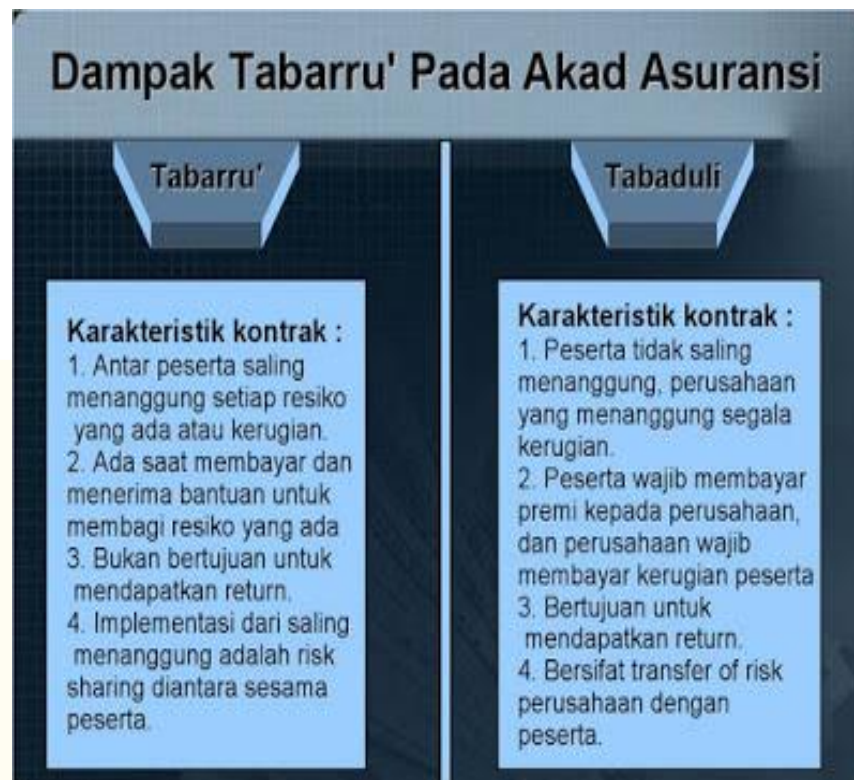 Dampak Tabarru' Pada Akad Asuransi
Tabarru'
Karakteristik kontrak :
1. Antar peserta saling
menanggung setiap resiko
yang ada atau kerugian.
2. Ada saat membayar dan
menerima bantuan untuk
membagi resiko yang ada
3. Bukan bertujuan untuk
mendapatkan return.
4. Implementasi dari saling
menanggung adalah risk
sharing diantara sesama
peserta.
Tabaduli
Karakteristik kontrak :
1. Peserta tidak saling
menanggung, perusahaan
yang menanggung segala
kerugian.
2. Peserta wajib membayar
premi kepada perusahaan,
dan perusahaan wajib
membayar kerugian peserta
3. Bertujuan untuk
mendapatkan return.
4. Bersifat transfer of risk
perusahaan dengan
peserta.